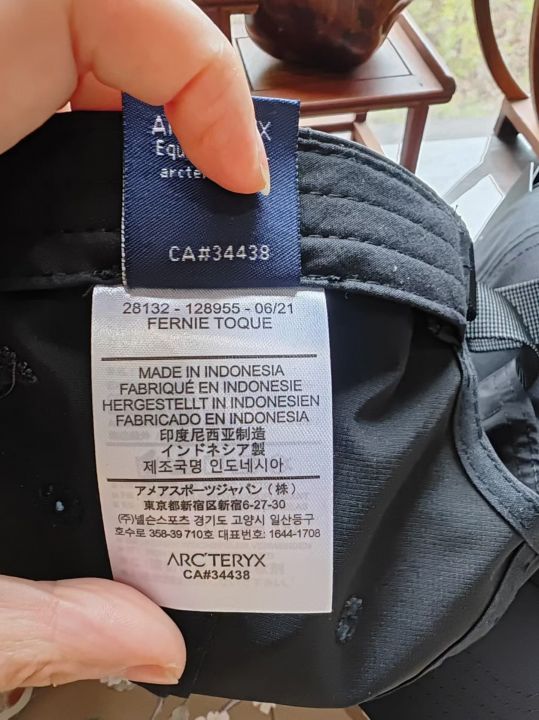 CA#34438
28132 - 128955 - 06/21
FERNIE TOQUE
MADE IN INDONESIA
FABRIQUÉ EN INDONESIE
HERGESTELLT IN INDONESIEN
FABRICADO EN INDONESIA
印度尼西亚制造
インドネシア製
제조국명 인도네시아
アメアスポーツジャパン（株）
東京都新宿区新宿6-27-30
(주)넬슨스포츠 경기도 고양시 일산동구
호수로 358-39 710호 대표번호: 1644-1708
ARC'TERYX
CA#34438